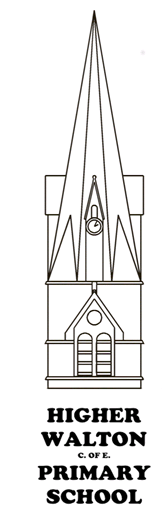 HIGHER
WALTON
C. OF E.
PRIMARY
SCHOOL